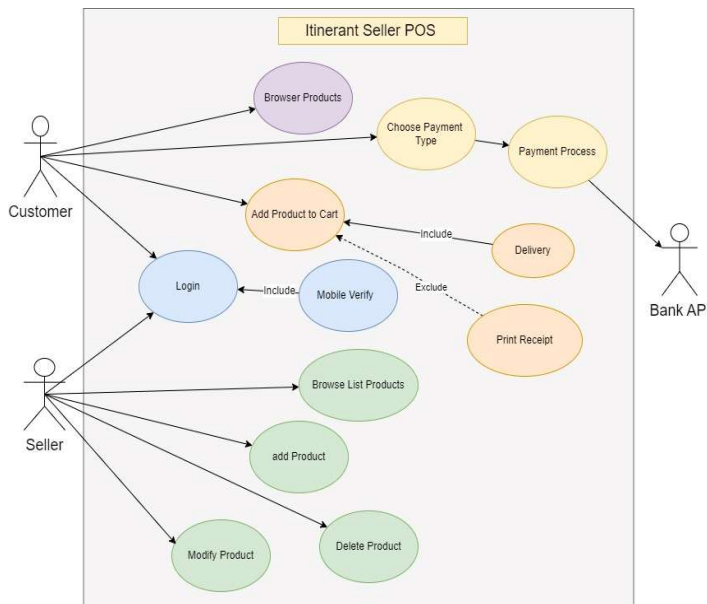 Itinerant Seller POS
Browser Products
Choose Payment
Type
Payment Process
Customer
Add Product to Cart
Include
Delivery
Login
Include
Mobile Verify
Exclude
Bank AP
Print Receipt
Browse List Products
Seller
add Product
Modify Product
Delete Product